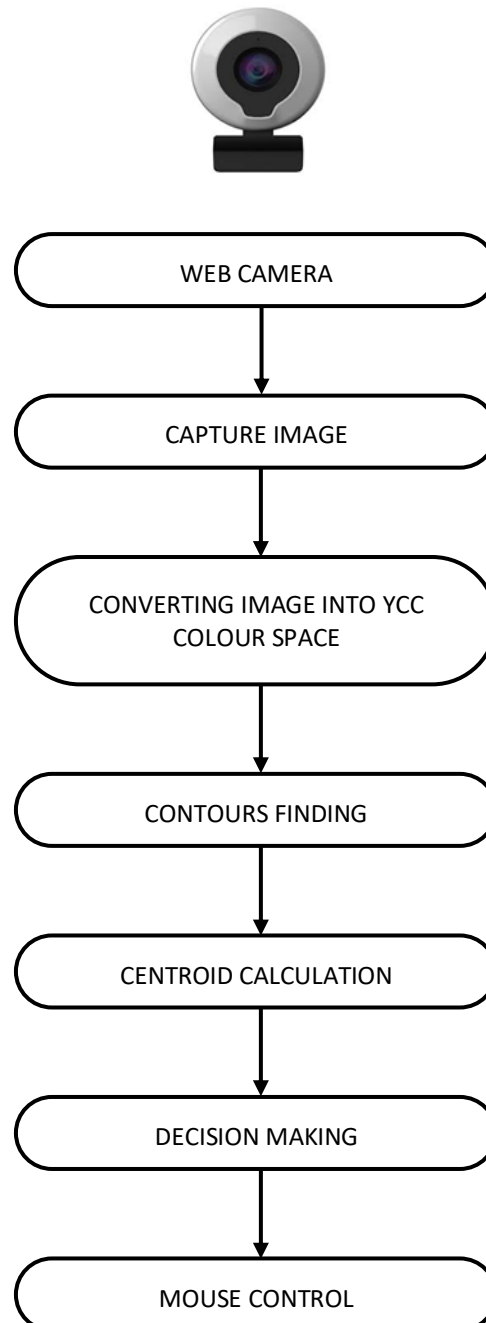 WEB CAMERA
CAPTURE IMAGE
CONVERTING IMAGE INTO YCC
COLOUR SPACE
CONTOURS FINDING
CENTROID CALCULATION
DECISION MAKING
MOUSE CONTROL